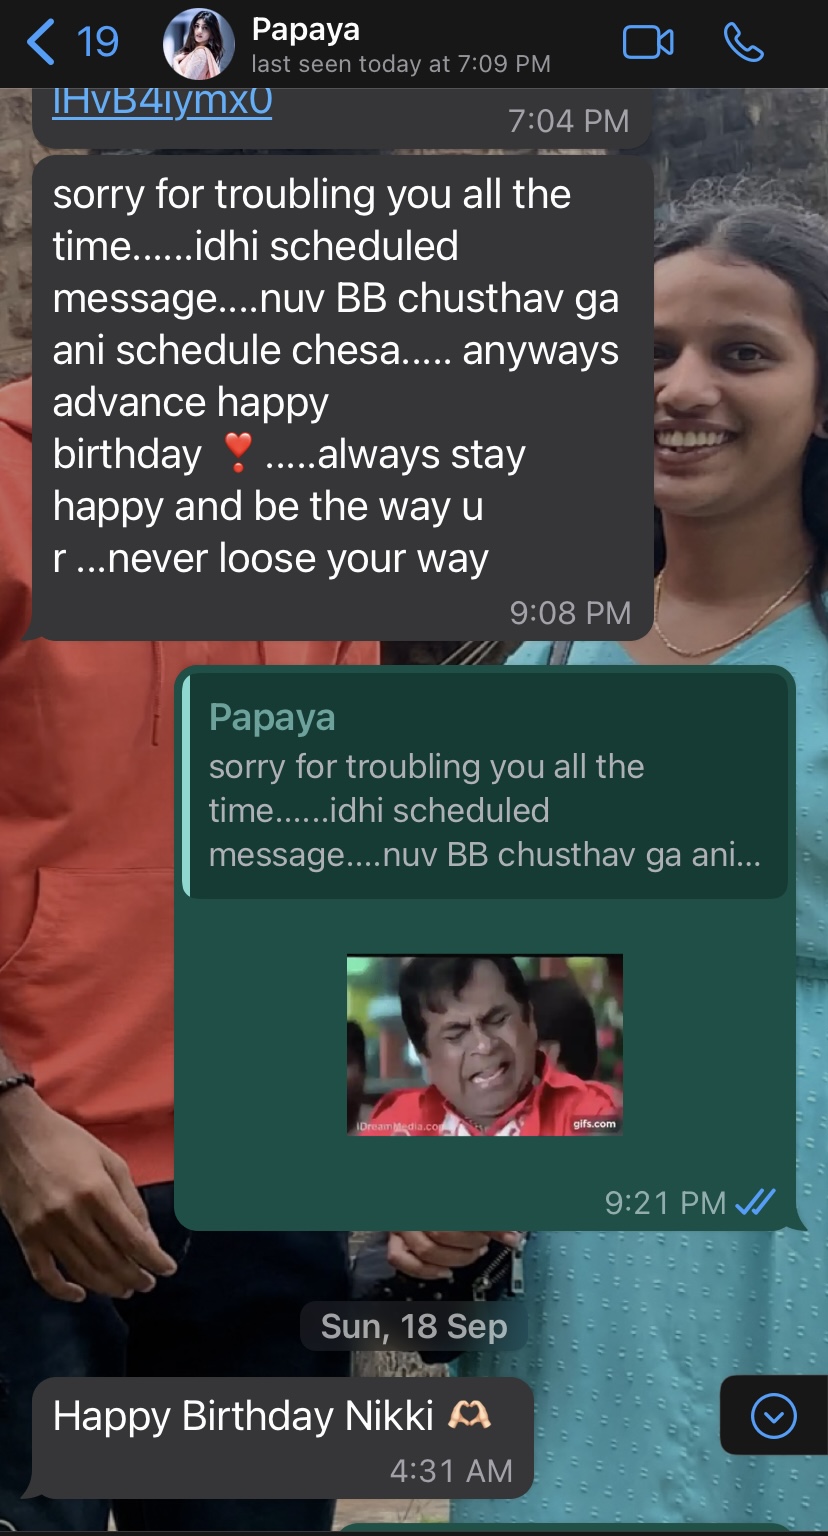 19
Papaya
last seen today at 7:09 PM
7:04 PM
sorry for troubling you all the
time......idhi scheduled
message....nuv BB chusthav ga
ani schedule chesa..... anyways
advance happy
birthday ❣️.....always stay
happy and be the way u
r ...never loose your way
9:08 PM
Papaya
sorry for troubling you all the
time......idhi scheduled
message....nuv BB chusthav ga ani...
iDreamMedia.com
gifs.com
9:21 PM
Sun, 18 Sep
Happy Birthday Nikki 🫶🏻
4:31 AM